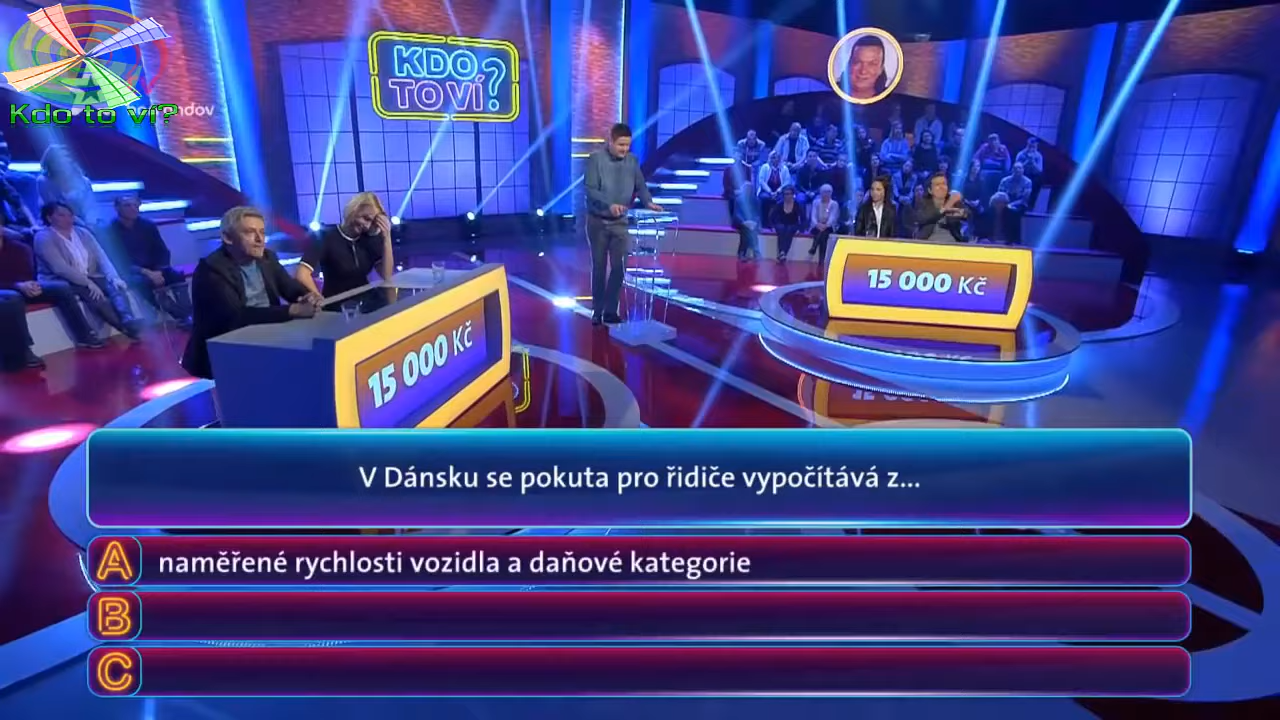 KDO
TO VÍ?
Kdo to ví?
15 000 Kč
15 000 Kč
V Dánsku se pokuta pro řidiče vypočítává z...
A naměřené rychlosti vozidla a daňové kategorie
B
C